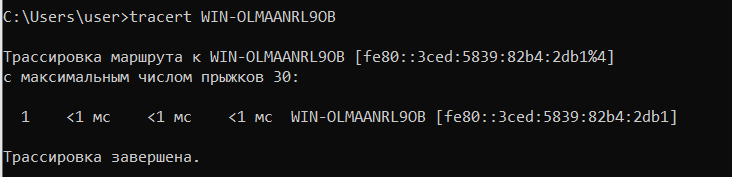 C:\Users\user>tracert WIN-OLMAANRL9OB
Трассировка маршрута к WIN-OLMAANRL9OB [fe80::3ced:5839:82b4:2db1%4]
с максимальным числом прыжков 30:
1 <1 мс <1 мс <1 мс WIN-OLMAANRL9OB [fe80::3ced:5839:82b4:2db1]
Трассировка завершена.